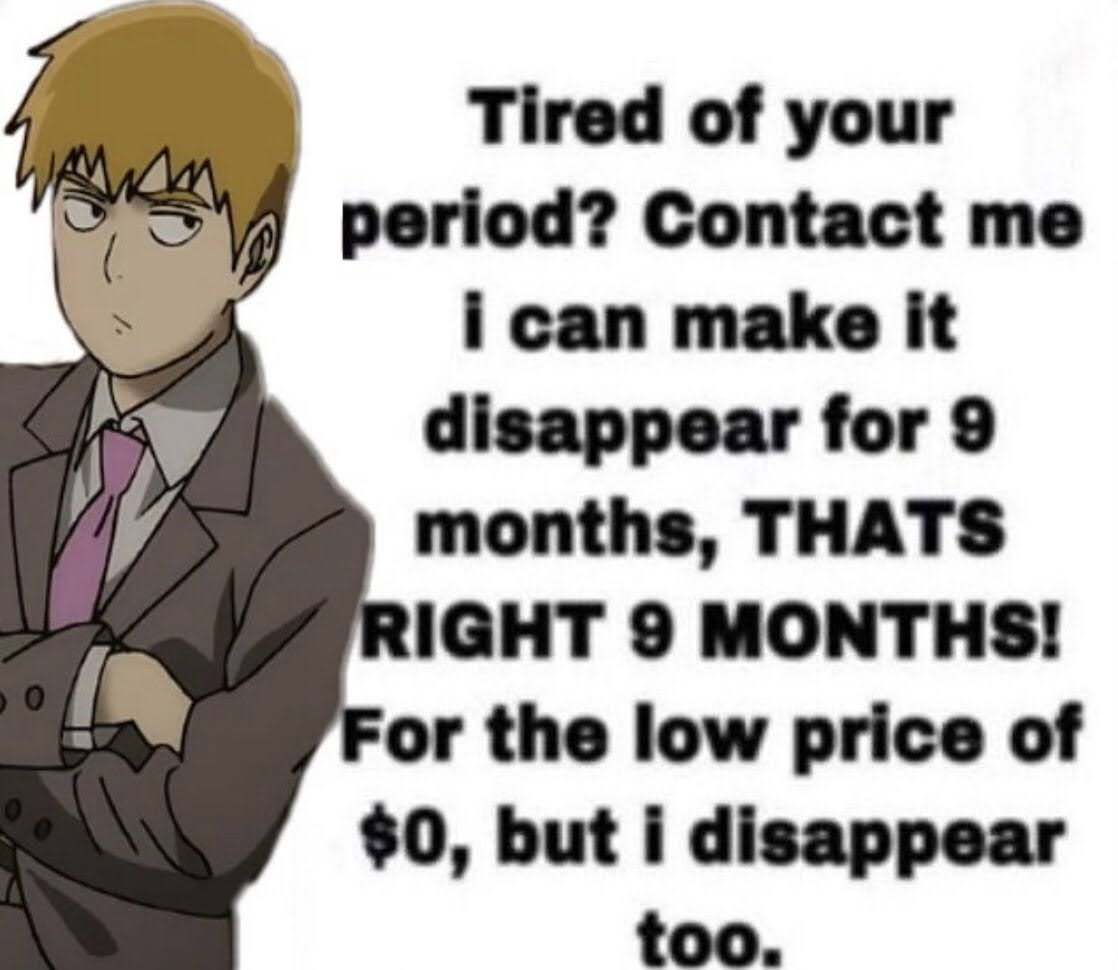 Tired of your
period? Contact me
i can make it
disappear for 9
months, THATS
RIGHT 9 MONTHS!
For the low price of
$0, but i disappear
too.